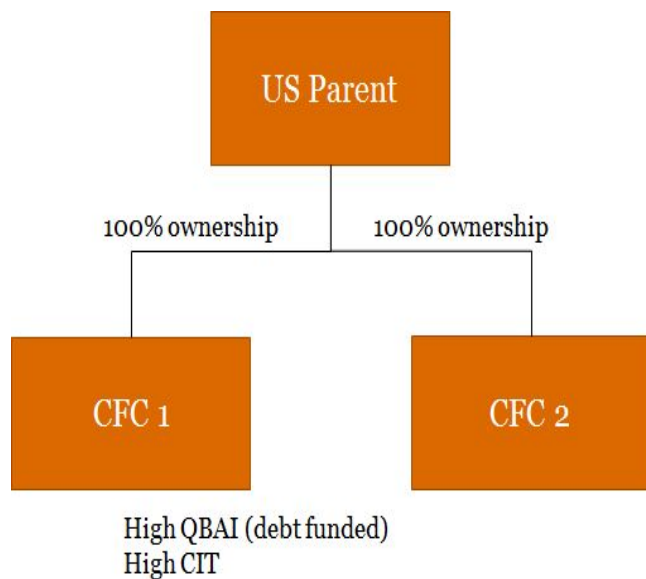 US Parent
100% ownership
100% ownership
CFC 1
CFC 2
High QBAI (debt funded)
High CIT